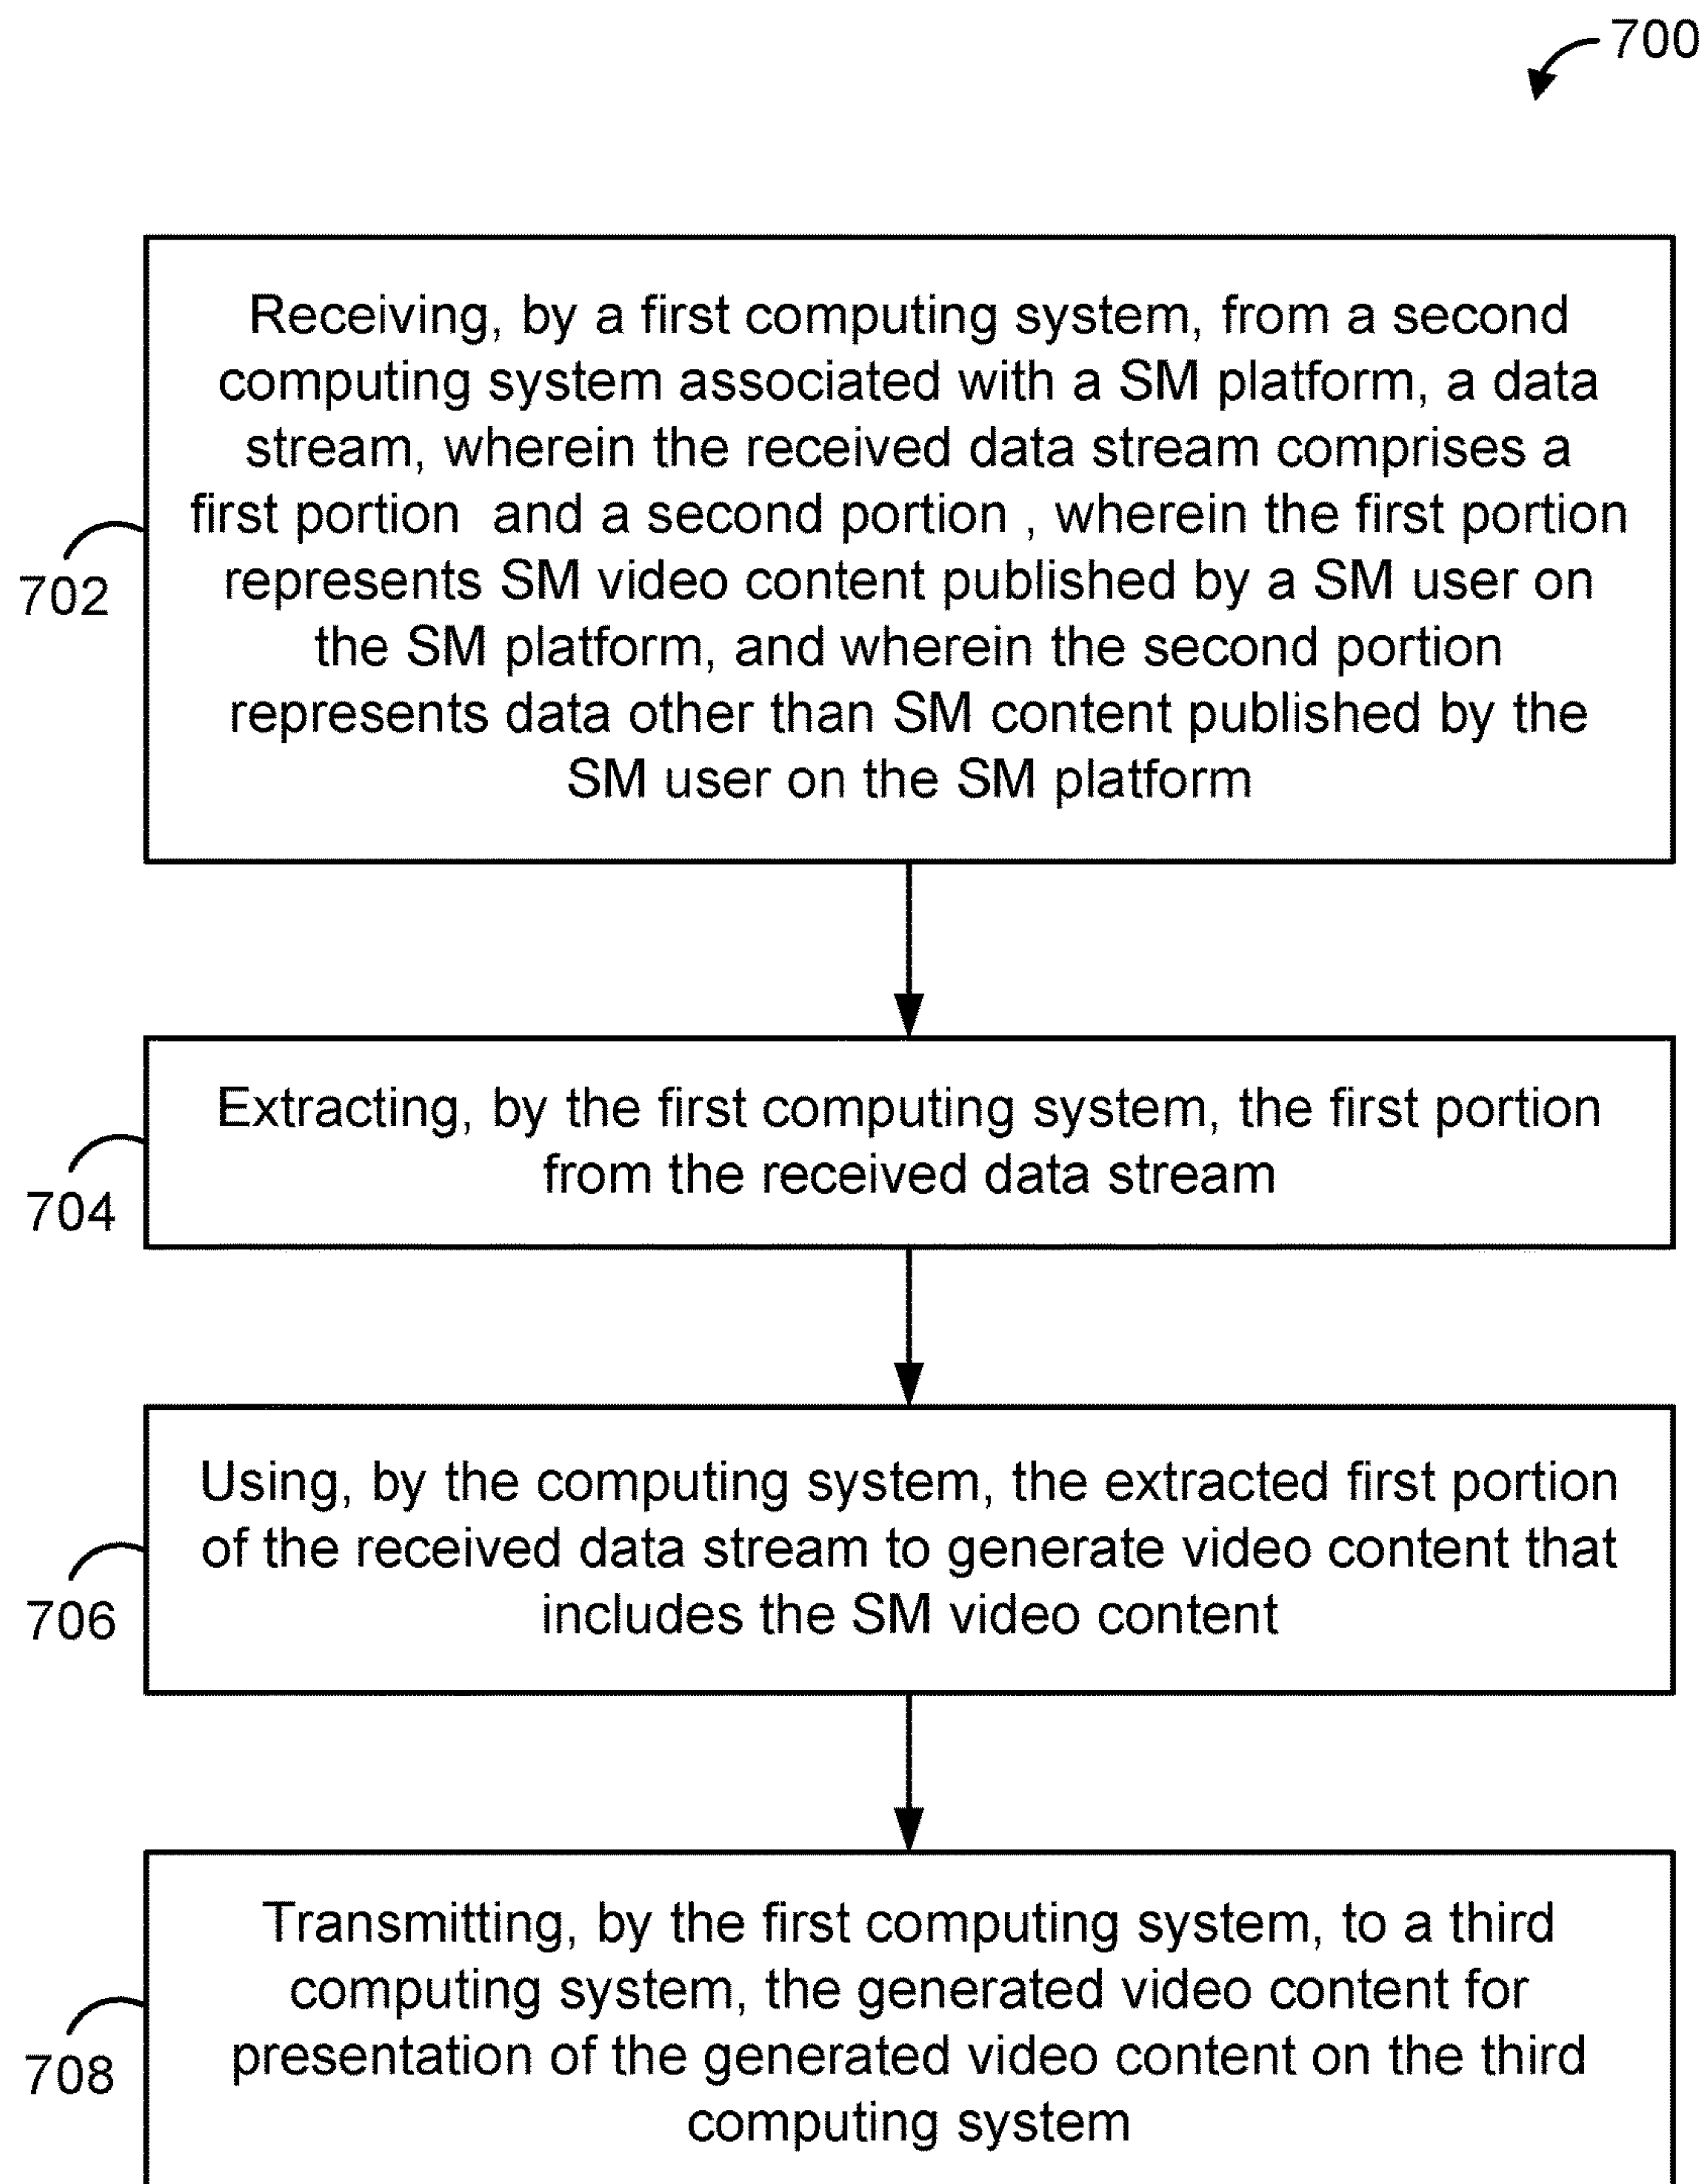 700
Receiving, by a first computing system, from a second
computing system associated with a SM platform, a data
stream, wherein the received data stream comprises a
first portion and a second portion , wherein the first portion
represents SM video content published by a SM user on
the SM platform, and wherein the second portion
represents data other than SM content published by the
SM user on the SM platform
702
Extracting, by the first computing system, the first portion
from the received data stream
704
Using, by the computing system, the extracted first portion
of the received data stream to generate video content that
includes the SM video content
706
Transmitting, by the first computing system, to a third
computing system, the generated video content for
presentation of the generated video content on the third
computing system
708